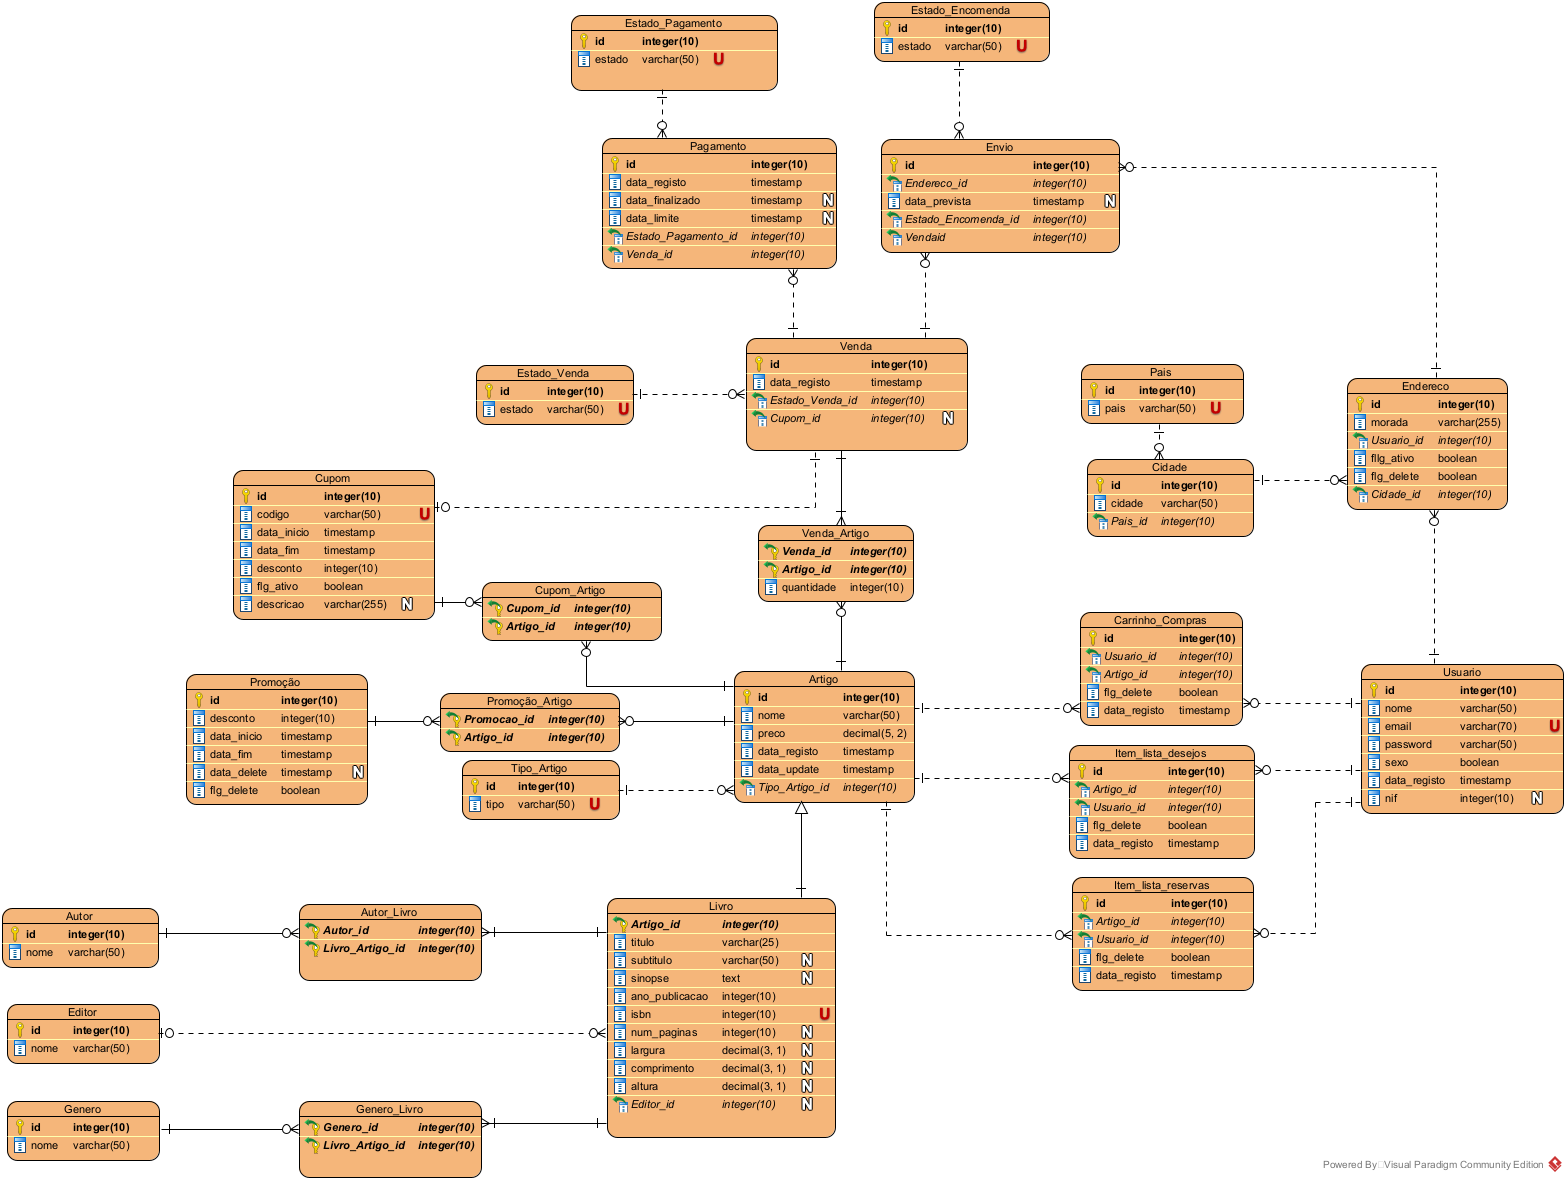 Estado_Pagamento
id integer(10)
estado varchar(50) U
Estado_Encomenda
id integer(10)
estado varchar(50) U
Pagamento
id integer(10)
data_registo timestamp
data_finalizado timestamp N
data_limite timestamp N
Estado_Pagamento_id integer(10)
Venda_id integer(10)
Envio
id integer(10)
Endereco_id integer(10)
data_prevista timestamp N
Estado_Encomenda_id integer(10)
Vendaid integer(10)
Venda
id integer(10)
data_registo timestamp
Estado_Venda_id integer(10)
Cupom_id integer(10) N
Estado_Venda
id integer(10)
estado varchar(50) U
Pais
id integer(10)
pais varchar(50) U
Endereco
id integer(10)
morada varchar(255)
Usuario_id integer(10)
fllg_ativo boolean
flg_delete boolean
Cidade_id integer(10)
Cidade
id integer(10)
cidade varchar(50)
Pais_id integer(10)
Cupom
id integer(10)
codigo varchar(50) U
data_inicio timestamp
data_fim timestamp
desconto integer(10)
flg_ativo boolean
descricao varchar(255) N
Venda_Artigo
Venda_id integer(10)
Artigo_id integer(10)
quantidade integer(10)
Cupom_Artigo
Cupom_id integer(10)
Artigo_id integer(10)
Carrinho_Compras
id integer(10)
Usuario_id integer(10)
Artigo_id integer(10)
flg_delete boolean
data_registo timestamp
Promoção
id integer(10)
desconto integer(10)
data_inicio timestamp
data_fim timestamp
data_delete timestamp N
flg_delete boolean
Promoção_Artigo
Promocao_id integer(10)
Artigo_id integer(10)
Artigo
id integer(10)
nome varchar(50)
preco decimal(5, 2)
data_registo timestamp
data_update timestamp
Tipo_Artigo_id integer(10)
Usuario
id integer(10)
nome varchar(50)
email varchar(70) U
password varchar(50)
sexo boolean
data_registo timestamp
nif integer(10) N
Tipo_Artigo
id integer(10)
tipo varchar(50) U
Item_lista_desejos
id integer(10)
Artigo_id integer(10)
Usuario_id integer(10)
flg_delete boolean
data_registo timestamp
Item_lista_reservas
id integer(10)
Artigo_id integer(10)
Usuario_id integer(10)
flg_delete boolean
data_registo timestamp
Autor
id integer(10)
nome varchar(50)
Autor_Livro
Autor_id integer(10)
Livro_Artigo_id integer(10)
Livro
Artigo_id integer(10)
titulo varchar(25)
subtitulo varchar(50) N
sinopse text N
ano_publicacao integer(10)
isbn integer(10) U
num_paginas integer(10) N
largura decimal(3, 1) N
comprimento decimal(3, 1) N
altura decimal(3, 1) N
Editor_id integer(10) N
Editor
id integer(10)
nome varchar(50)
Genero
id integer(10)
nome varchar(50)
Genero_Livro
Genero_id integer(10)
Livro_Artigo_id integer(10)
Powered By Visual Paradigm Community Edition